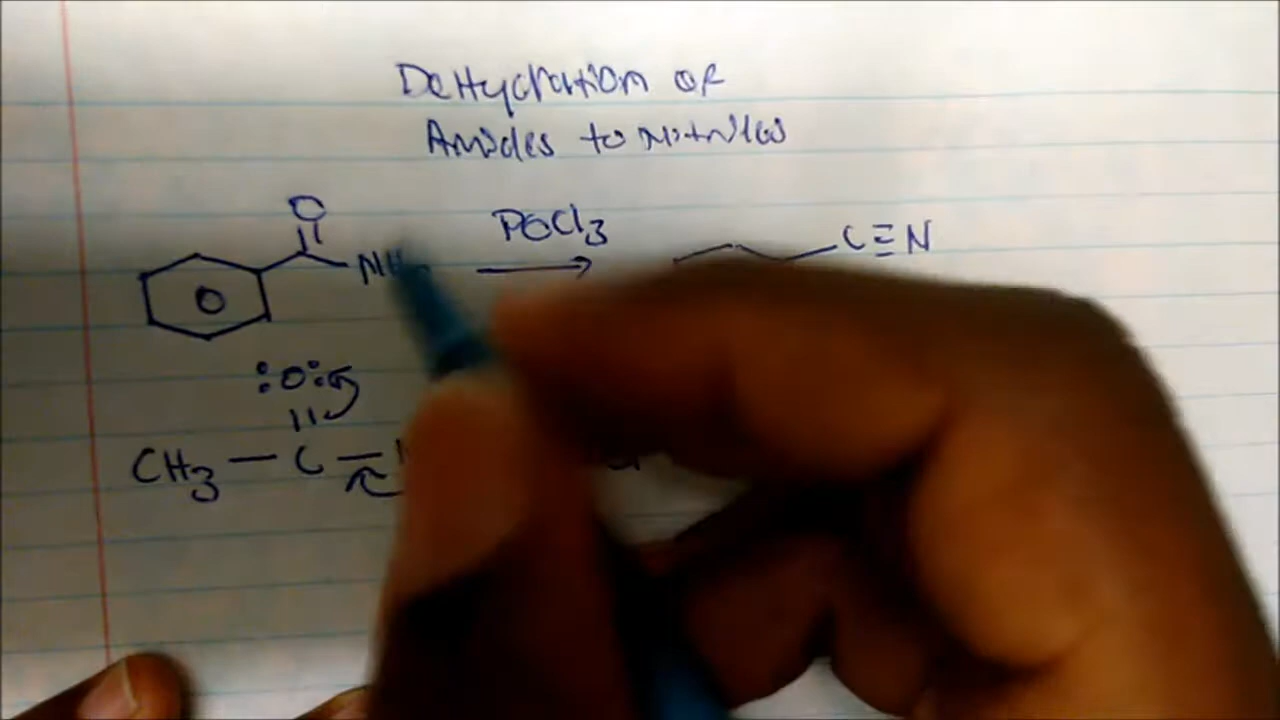 DeHydration of
Amides to Nitriles
O
POCl3
C≡N
NH
:O:
CH3 — C —